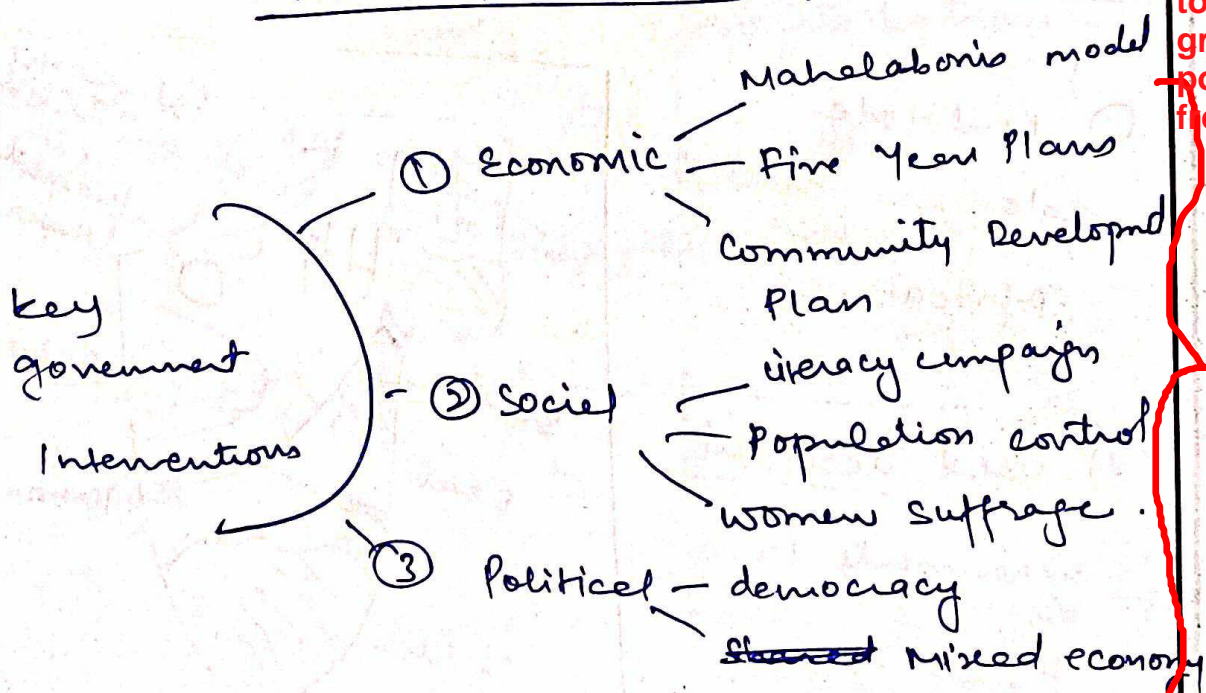 Mahelabonis model
① Economic
Five Year Plans
Community Developmd
Plan
key
government
Interventions
literacy campaign
② Social
Population control
women suffrage.
③ Political – democracy
Mixed economy